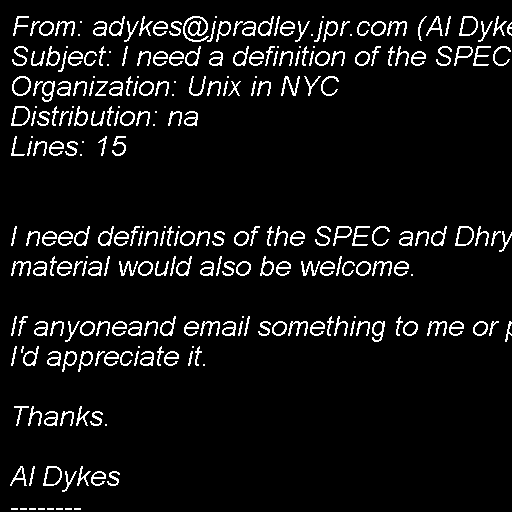 From: adykes@jpradley.jpr.com (Al Dyke
Subject: I need a definition of the SPEC
Organization: Unix in NYC
Distribution: na
Lines: 15
I need definitions of the SPEC and Dhry
material would also be welcome.
If anyoneand email something to me or p
I'd appreciate it.
Thanks.
Al Dykes
--------